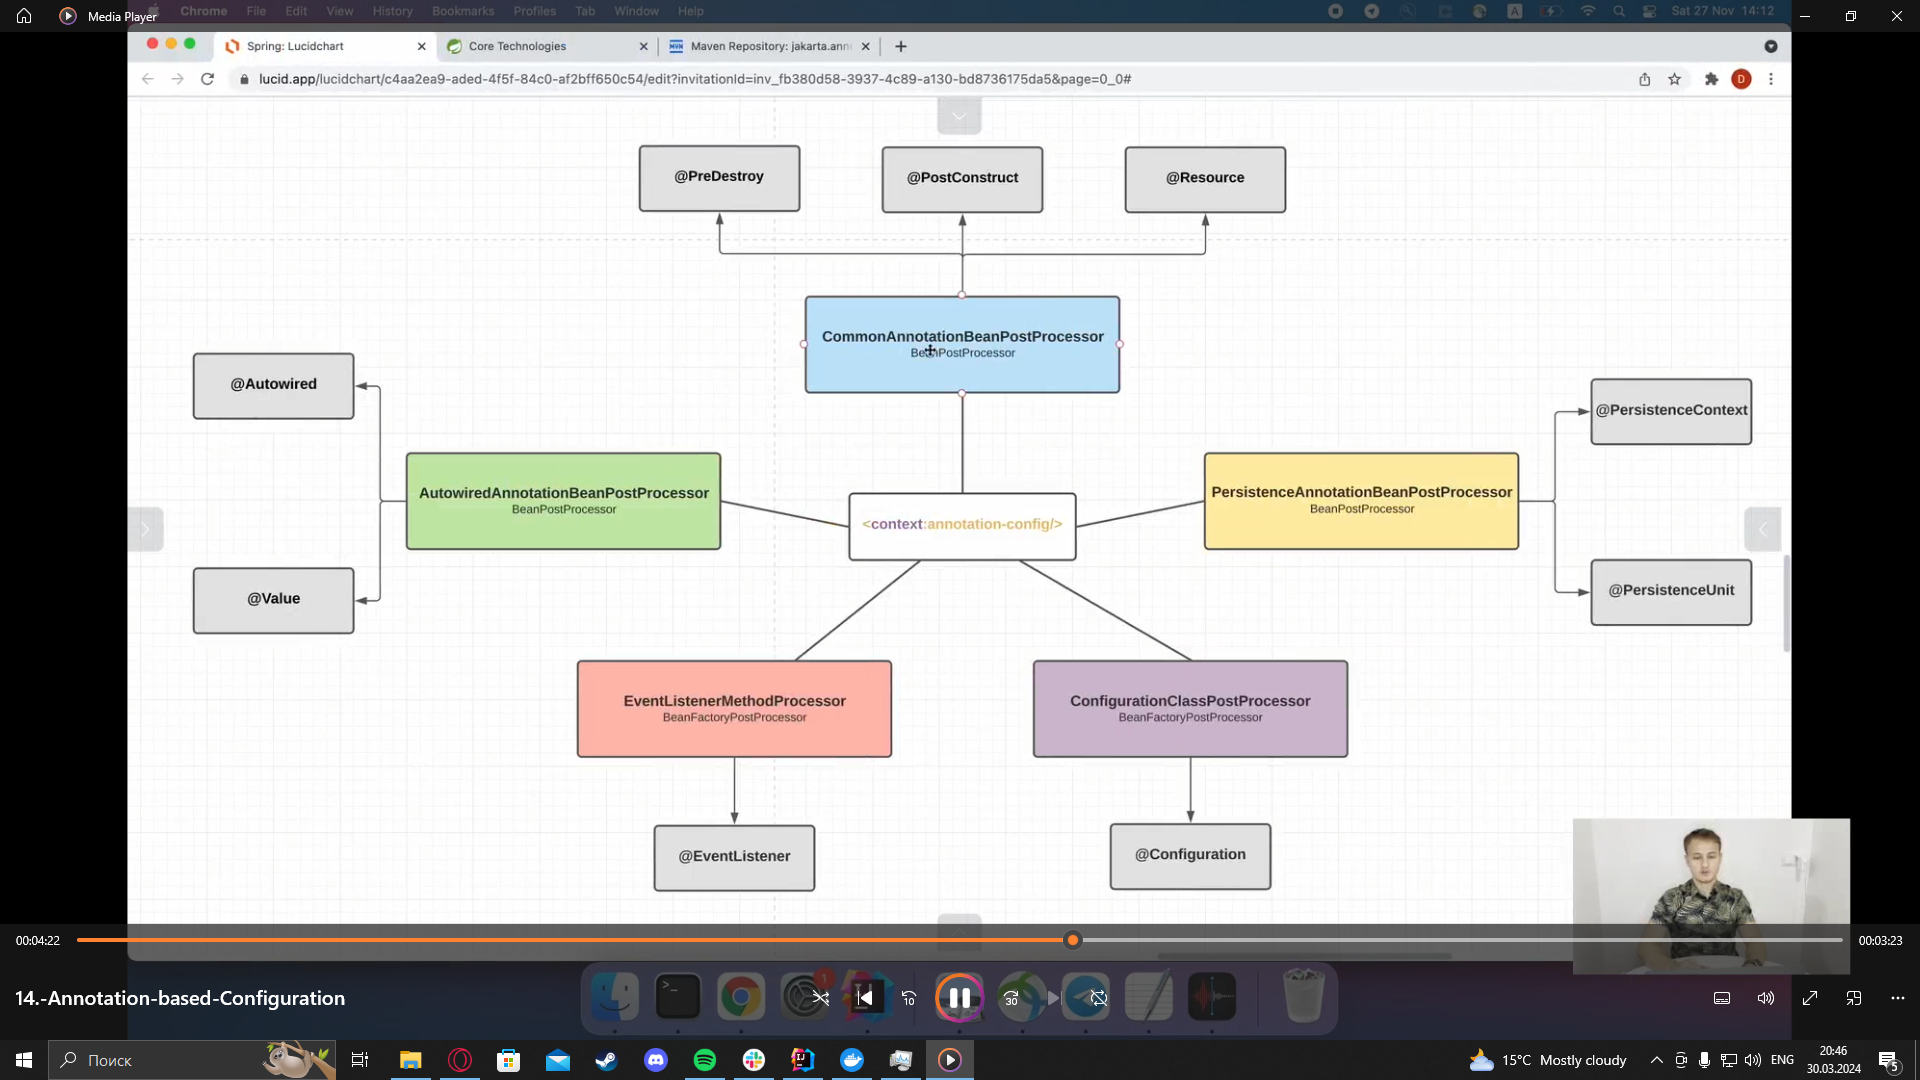 Media Player
Chrome File Edit View History Bookmarks Profiles Tab Window Help
A
Sat 27 Nov 14:12
Spring: Lucidchart
Core Technologies
Maven Repository: jakarta.ann
lucid.app/lucidchart/c4aa2ea9-aded-4f5f-84c0-af2bff650c54/edit?invitationId=inv_fb380d58-3937-4c89-a130-bd8736175da5&page=0_0#
D
@PreDestroy
@PostConstruct
@Resource
CommonAnnotationBeanPostProcessor
BeanPostProcessor
@Autowired
@PersistenceContext
AutowiredAnnotationBeanPostProcessor
BeanPostProcessor
PersistenceAnnotationBeanPostProcessor
BeanPostProcessor
<context:annotation-config/>
@Value
@PersistenceUnit
EventListenerMethodProcessor
BeanFactoryPostProcessor
ConfigurationClassPostProcessor
BeanFactoryPostProcessor
@EventListener
@Configuration
00:04:22
00:03:23
14.-Annotation-based-Configuration
1
10
30
Поиск
15°C Mostly cloudy
ENG
20:46
30.03.2024
5